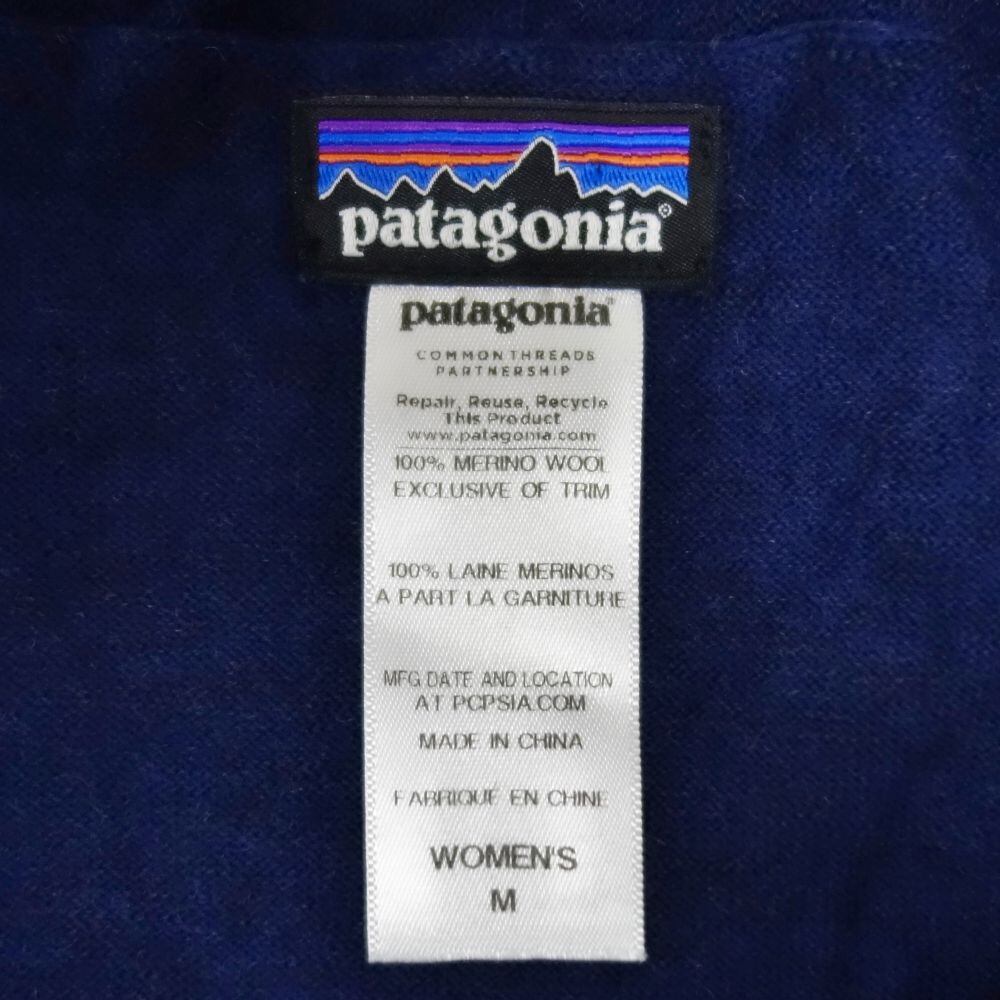 patagonia®
patagonia®
COMMON THREADS
PARTNERSHIP
Repair, Reuse, Recycle
This Product
www.patagonia.com
100% MERINO WOOL
EXCLUSIVE OF TRIM
100% LAINE MERINOS
A PART LA GARNITURE
MFG DATE AND LOCATION
AT PCPSIA.COM
MADE IN CHINA
FABRIQUE EN CHINE
WOMEN'S
M